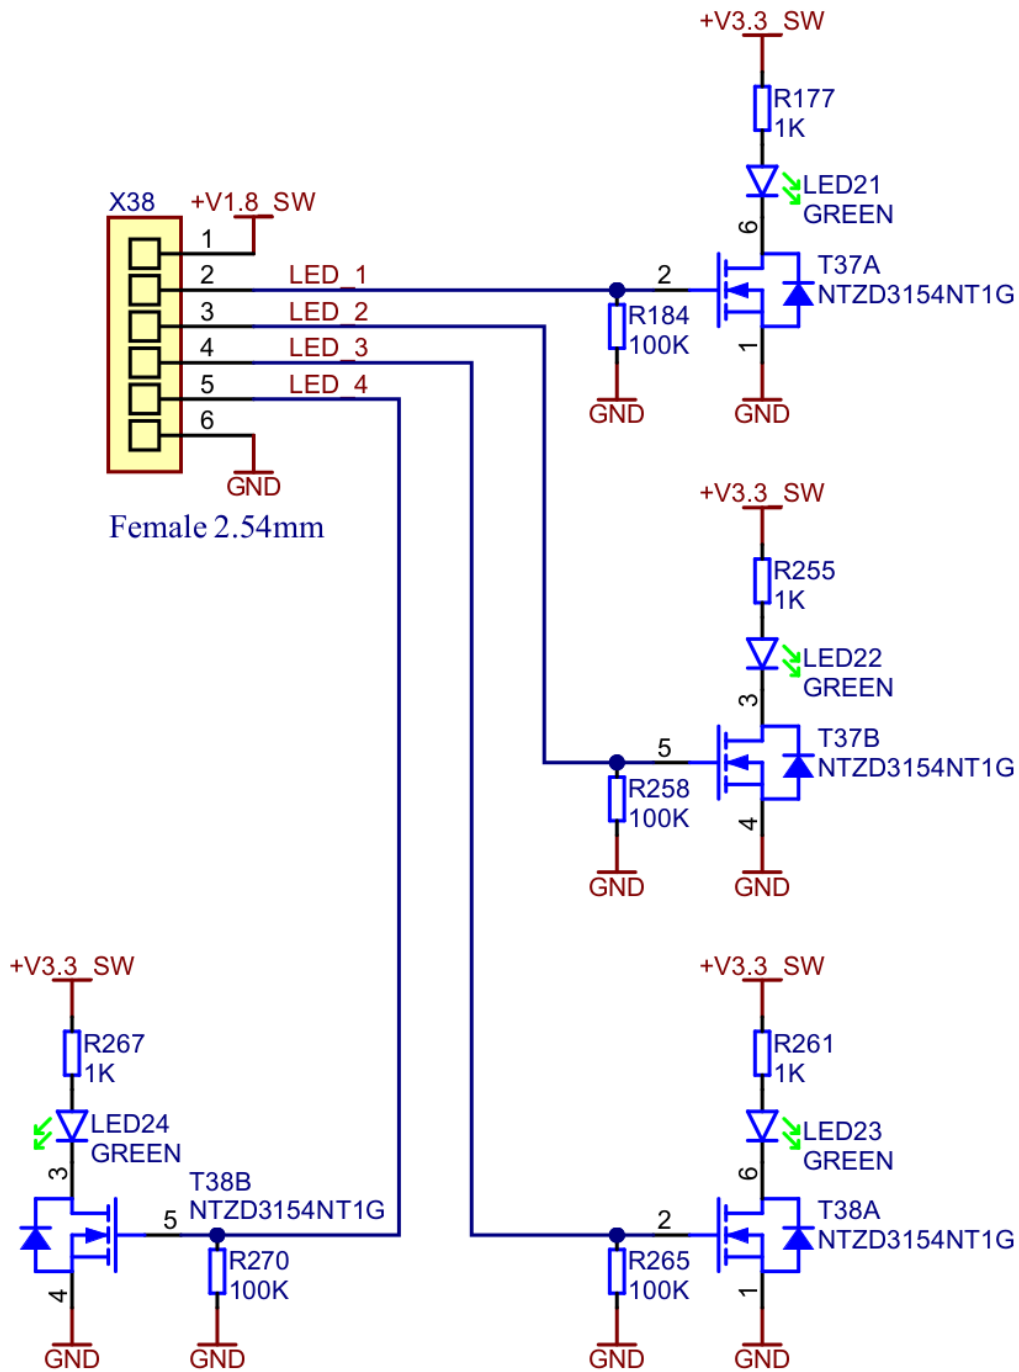 +V3.3_SW
R177
1K
LED21
GREEN
6
T37A
NTZD3154NT1G
2
R184
100K
1
GND
GND
X38
+V1.8_SW
1
2
LED_1
3
LED_2
4
LED_3
5
LED_4
6
GND
Female 2.54mm
+V3.3_SW
R255
1K
LED22
GREEN
3
T37B
NTZD3154NT1G
5
R258
100K
4
GND
GND
+V3.3_SW
R267
1K
LED24
GREEN
3
T38B
NTZD3154NT1G
5
R270
100K
4
GND
GND
+V3.3_SW
R261
1K
LED23
GREEN
6
T38A
NTZD3154NT1G
2
R265
100K
1
GND
GND